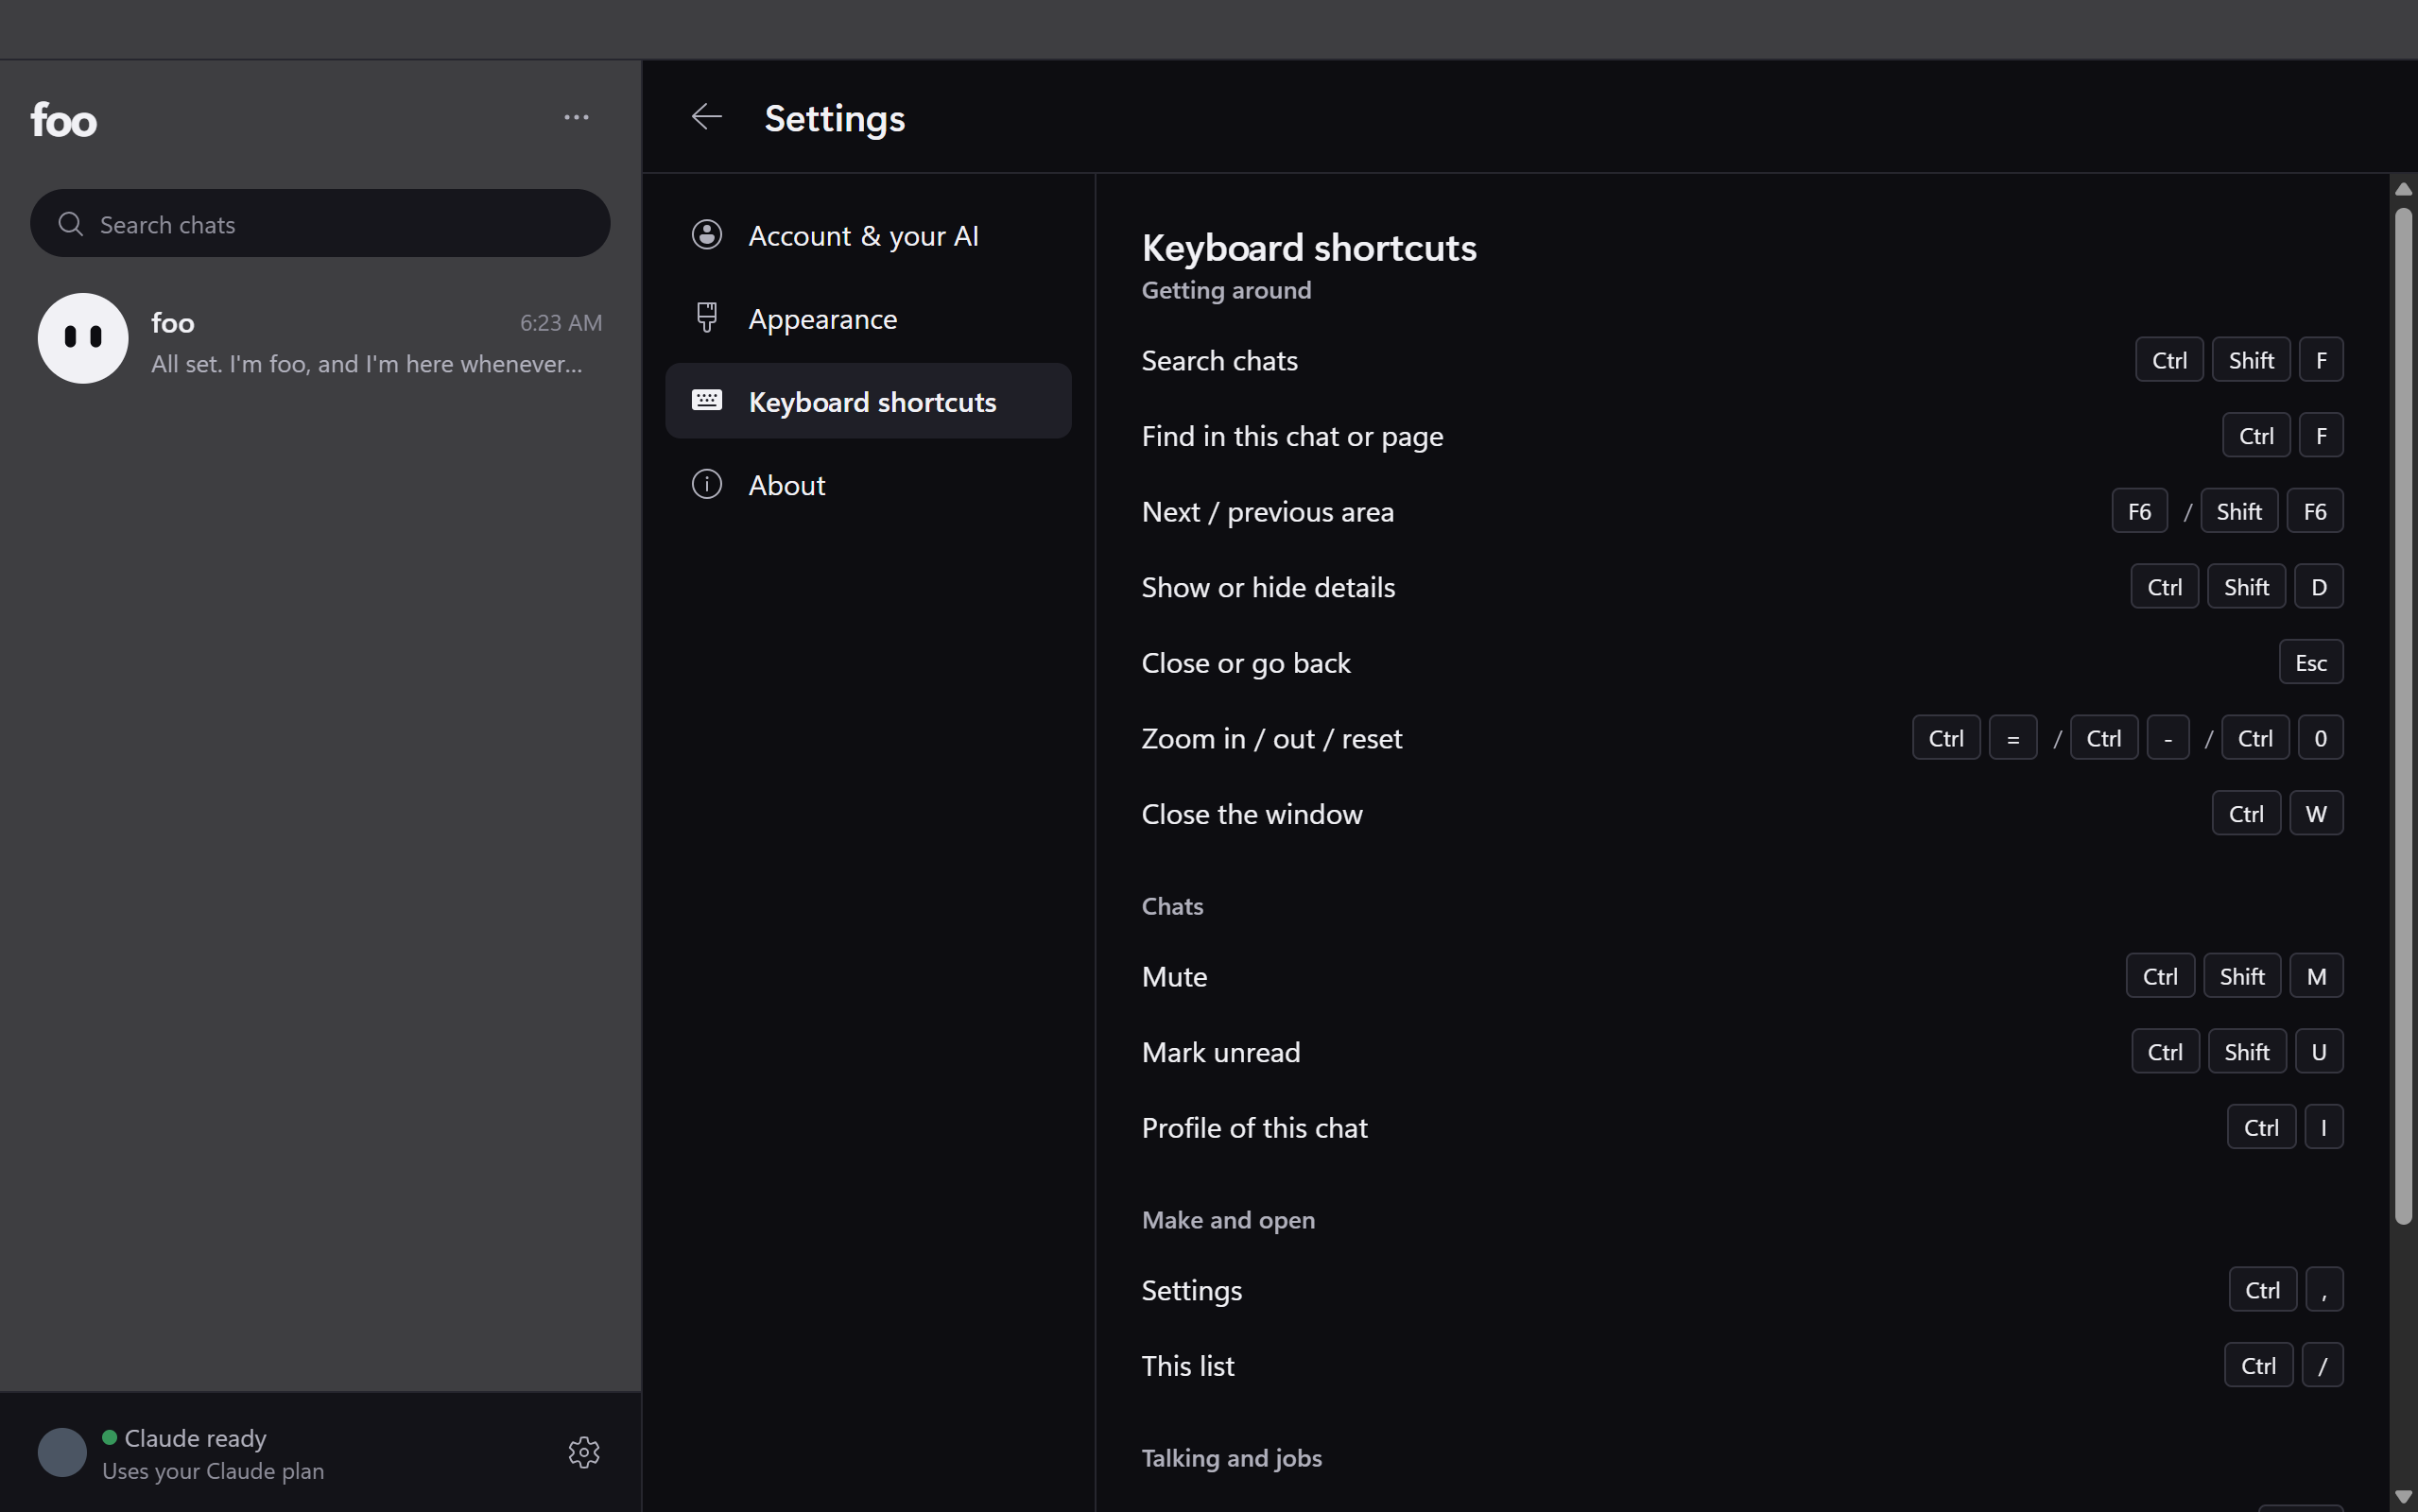 foo
Search chats
foo
6:23 AM
All set. I'm foo, and I'm here whenever...
Claude ready
Uses your Claude plan
Settings
Account & your AI
Appearance
Keyboard shortcuts
About
Keyboard shortcuts
Getting around
Search chats Ctrl Shift F
Find in this chat or page Ctrl F
Next / previous area F6 / Shift F6
Show or hide details Ctrl Shift D
Close or go back Esc
Zoom in / out / reset Ctrl = / Ctrl - / Ctrl 0
Close the window Ctrl W
Chats
Mute Ctrl Shift M
Mark unread Ctrl Shift U
Profile of this chat Ctrl I
Make and open
Settings Ctrl ,
This list Ctrl /
Talking and jobs